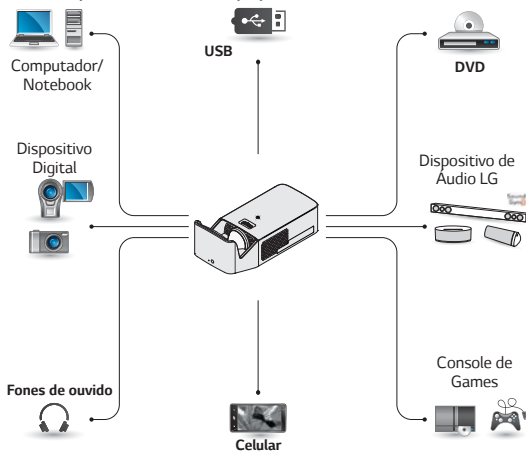 USB
Computador/
Notebook
DVD
Dispositivo
Digital
Dispositivo de
Áudio LG
Console de
Games
Fones de ouvido
Celular